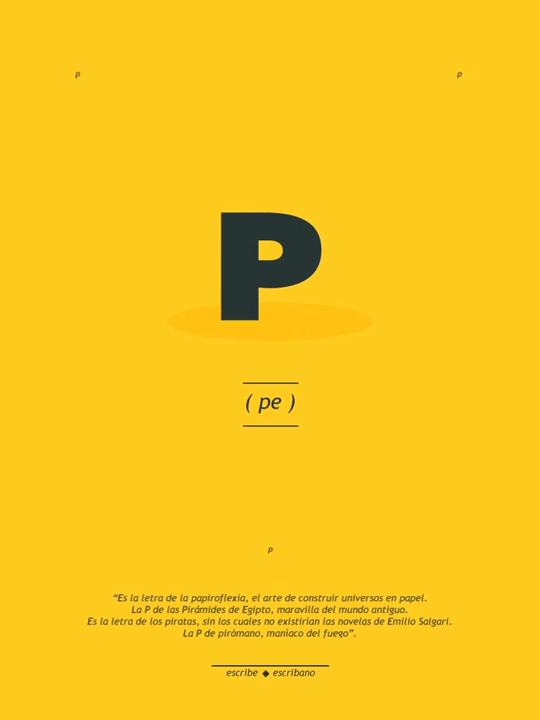 p p
P
( pe )
p
“Es la letra de la papiroflexia, el arte de construir universos en papel.
La P de las Pirámides de Egipto, maravilla del mundo antiguo.
Es la letra de los piratas, sin los cuales no existirían las novelas de Emilio Salgari.
La P de pirómano, maníaco del fuego”.
escribe ◆ escribano